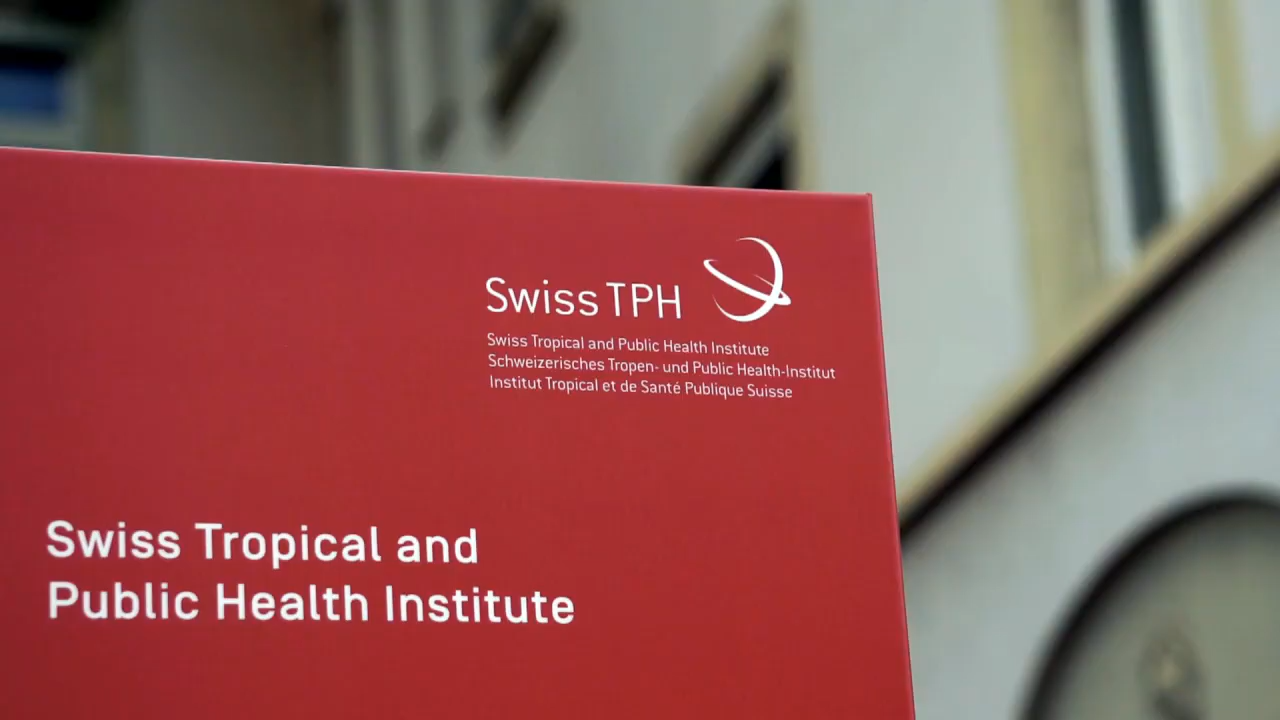 Swiss TPH
Swiss Tropical and Public Health Institute
Schweizerisches Tropen- und Public Health-Institut
Institut Tropical et de Santé Publique Suisse
Swiss Tropical and
Public Health Institute